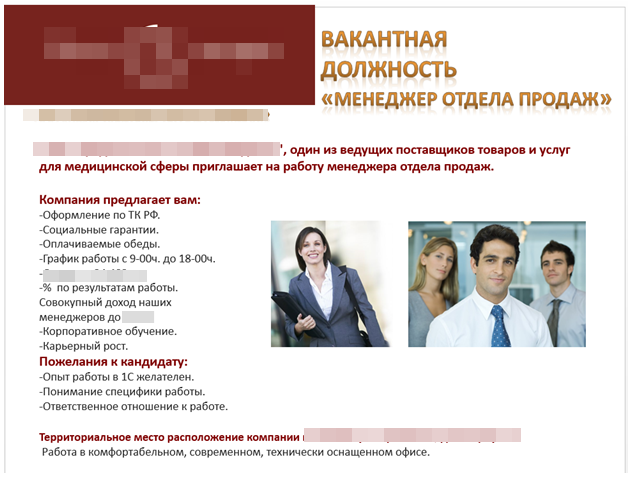 ВАКАНТНАЯ
ДОЛЖНОСТЬ
«МЕНЕДЖЕР ОТДЕЛА ПРОДАЖ»
", один из ведущих поставщиков товаров и услуг
для медицинской сферы приглашает на работу менеджера отдела продаж.
Компания предлагает вам:
-Оформление по ТК РФ.
-Социальные гарантии.
-Оплачиваемые обеды.
-График работы с 9-00ч. до 18-00ч.
-% по результатам работы.
Совокупный доход наших
менеджеров до
-Корпоративное обучение.
-Карьерный рост.
Пожелания к кандидату:
-Опыт работы в 1С желателен.
-Понимание специфики работы.
-Ответственное отношение к работе.
Территориальное место расположение компании
Работа в комфортабельном, современном, технически оснащенном офисе.